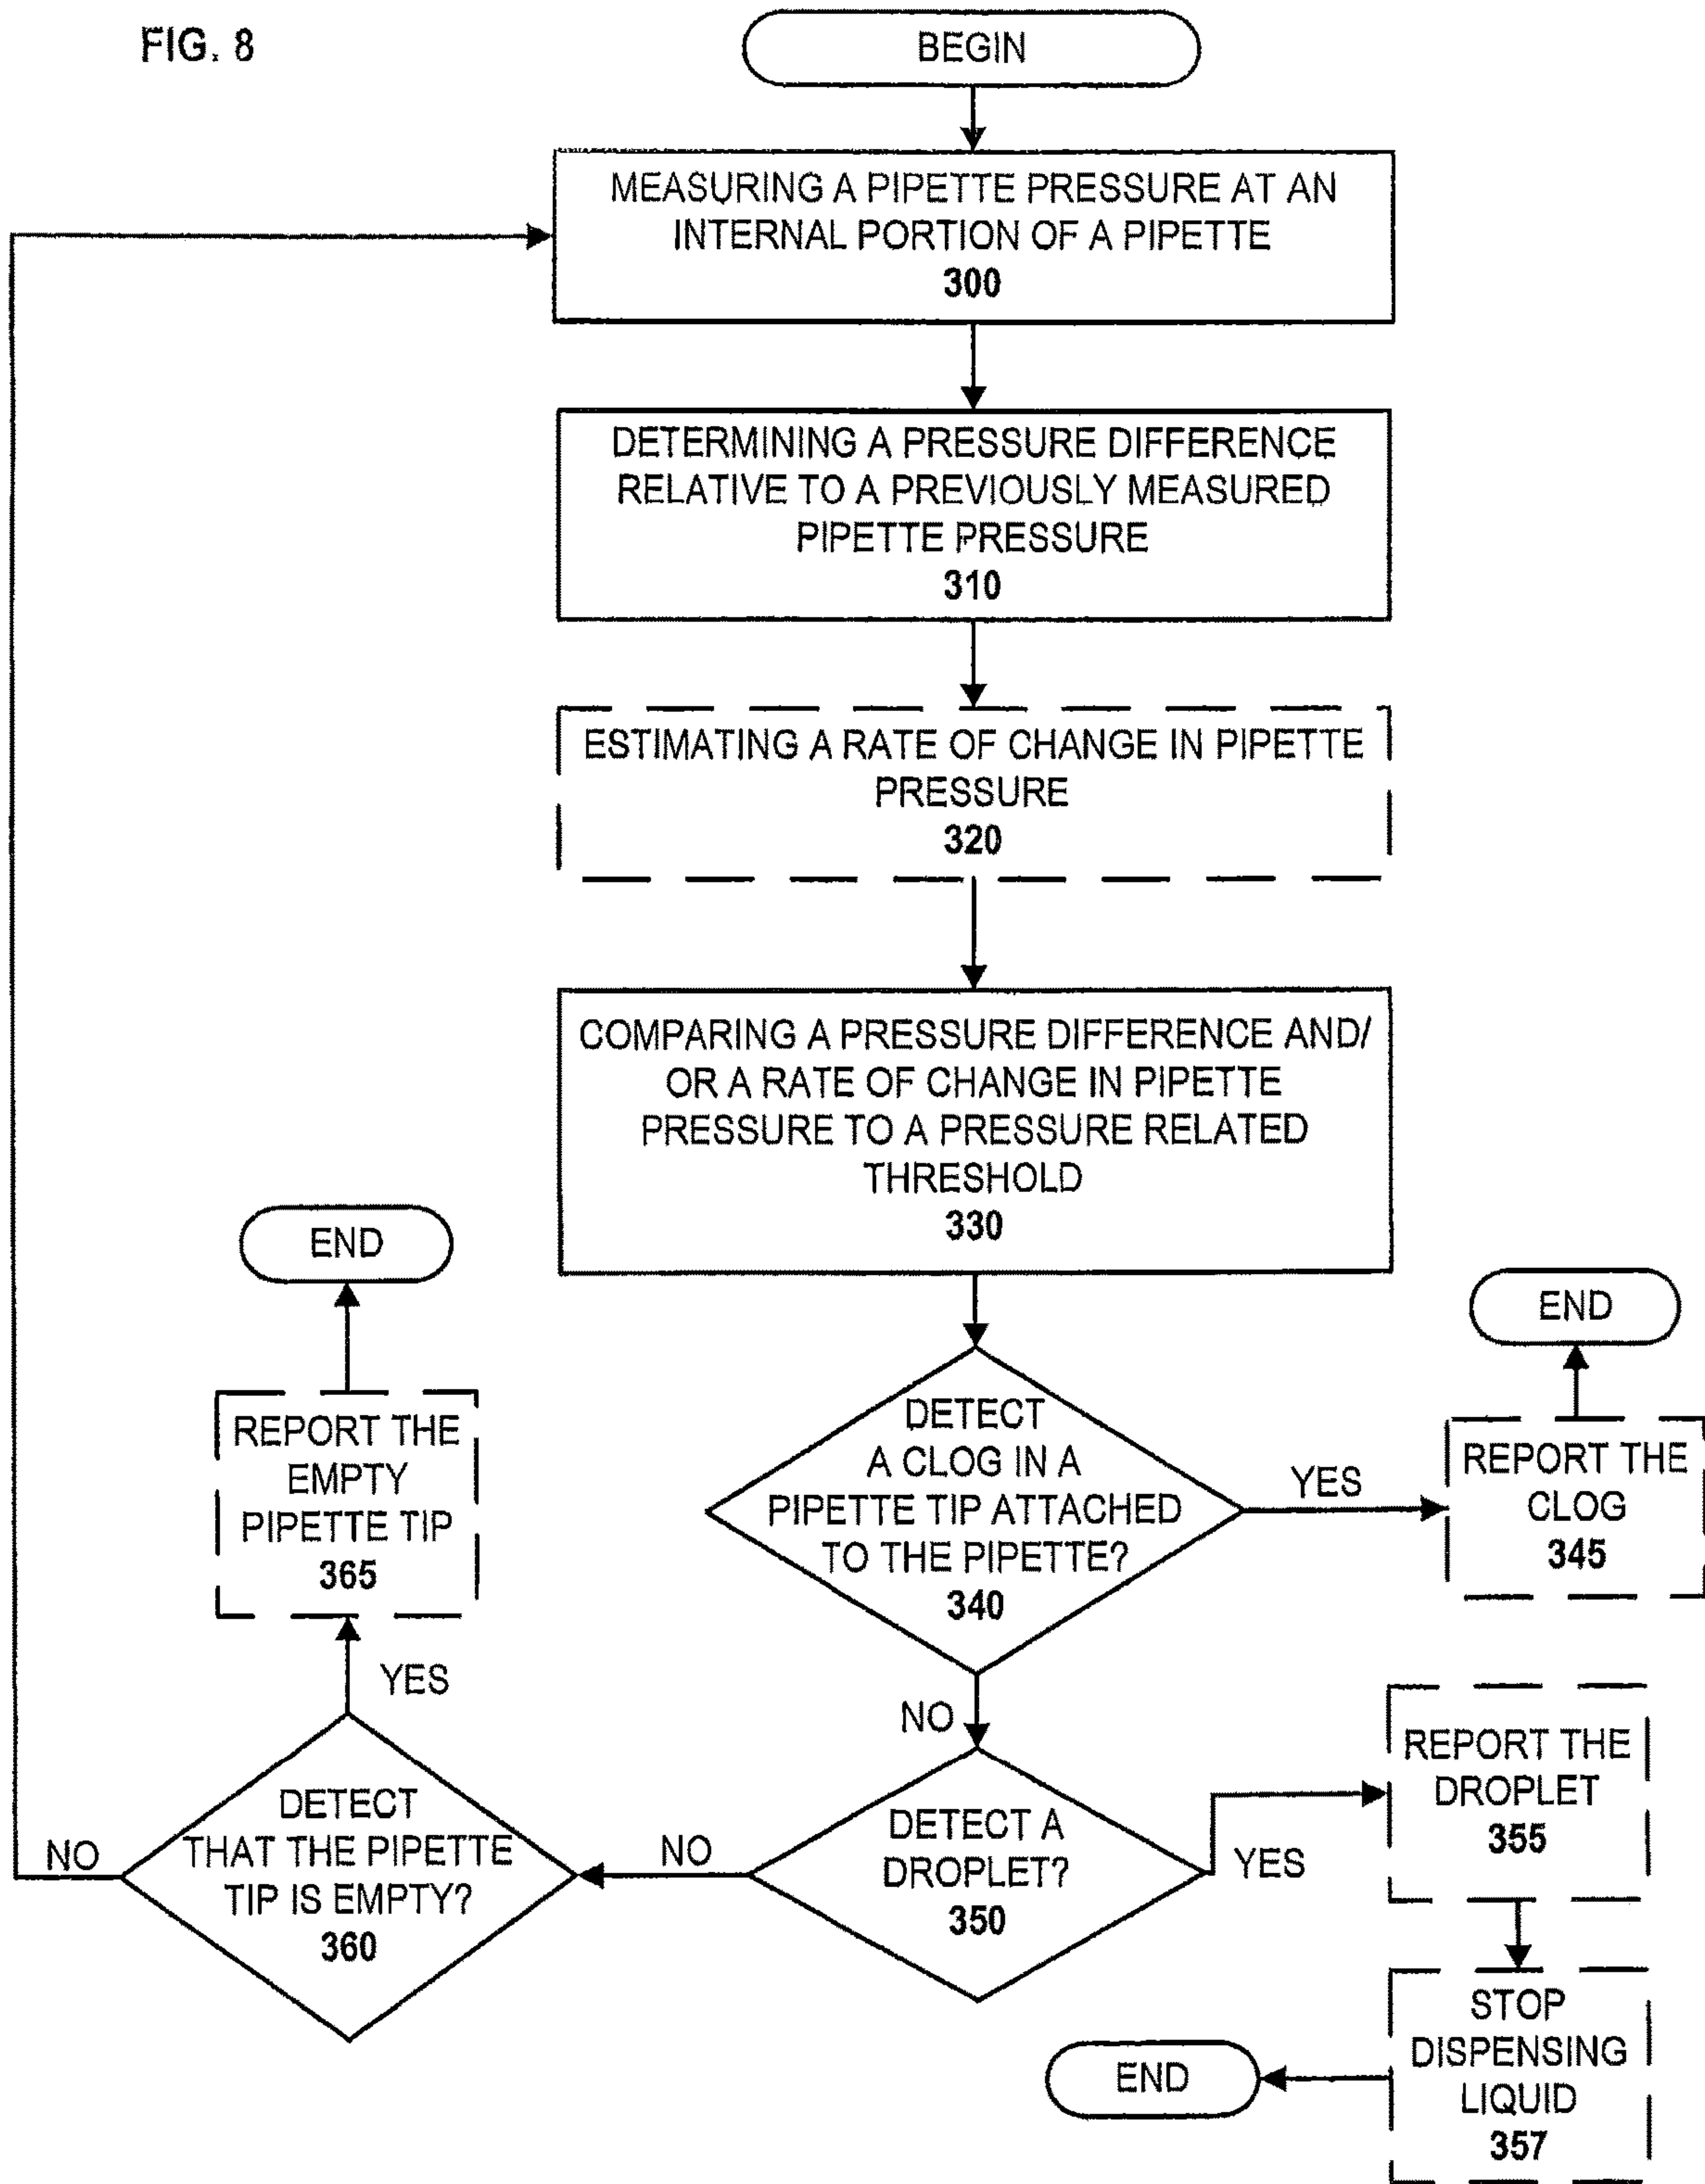 FIG. 8
BEGIN
MEASURING A PIPETTE PRESSURE AT AN
INTERNAL PORTION OF A PIPETTE
300
DETERMINING A PRESSURE DIFFERENCE
RELATIVE TO A PREVIOUSLY MEASURED
PIPETTE PRESSURE
310
ESTIMATING A RATE OF CHANGE IN PIPETTE
PRESSURE
320
COMPARING A PRESSURE DIFFERENCE AND/
OR A RATE OF CHANGE IN PIPETTE
PRESSURE TO A PRESSURE RELATED
THRESHOLD
330
DETECT
A CLOG IN A
PIPETTE TIP ATTACHED
TO THE PIPETTE?
340
YES
REPORT THE
CLOG
345
END
NO
DETECT A
DROPLET?
350
YES
REPORT THE
DROPLET
355
STOP
DISPENSING
LIQUID
357
END
NO
DETECT
THAT THE PIPETTE
TIP IS EMPTY?
360
YES
REPORT THE
EMPTY
PIPETTE TIP
365
END
NO